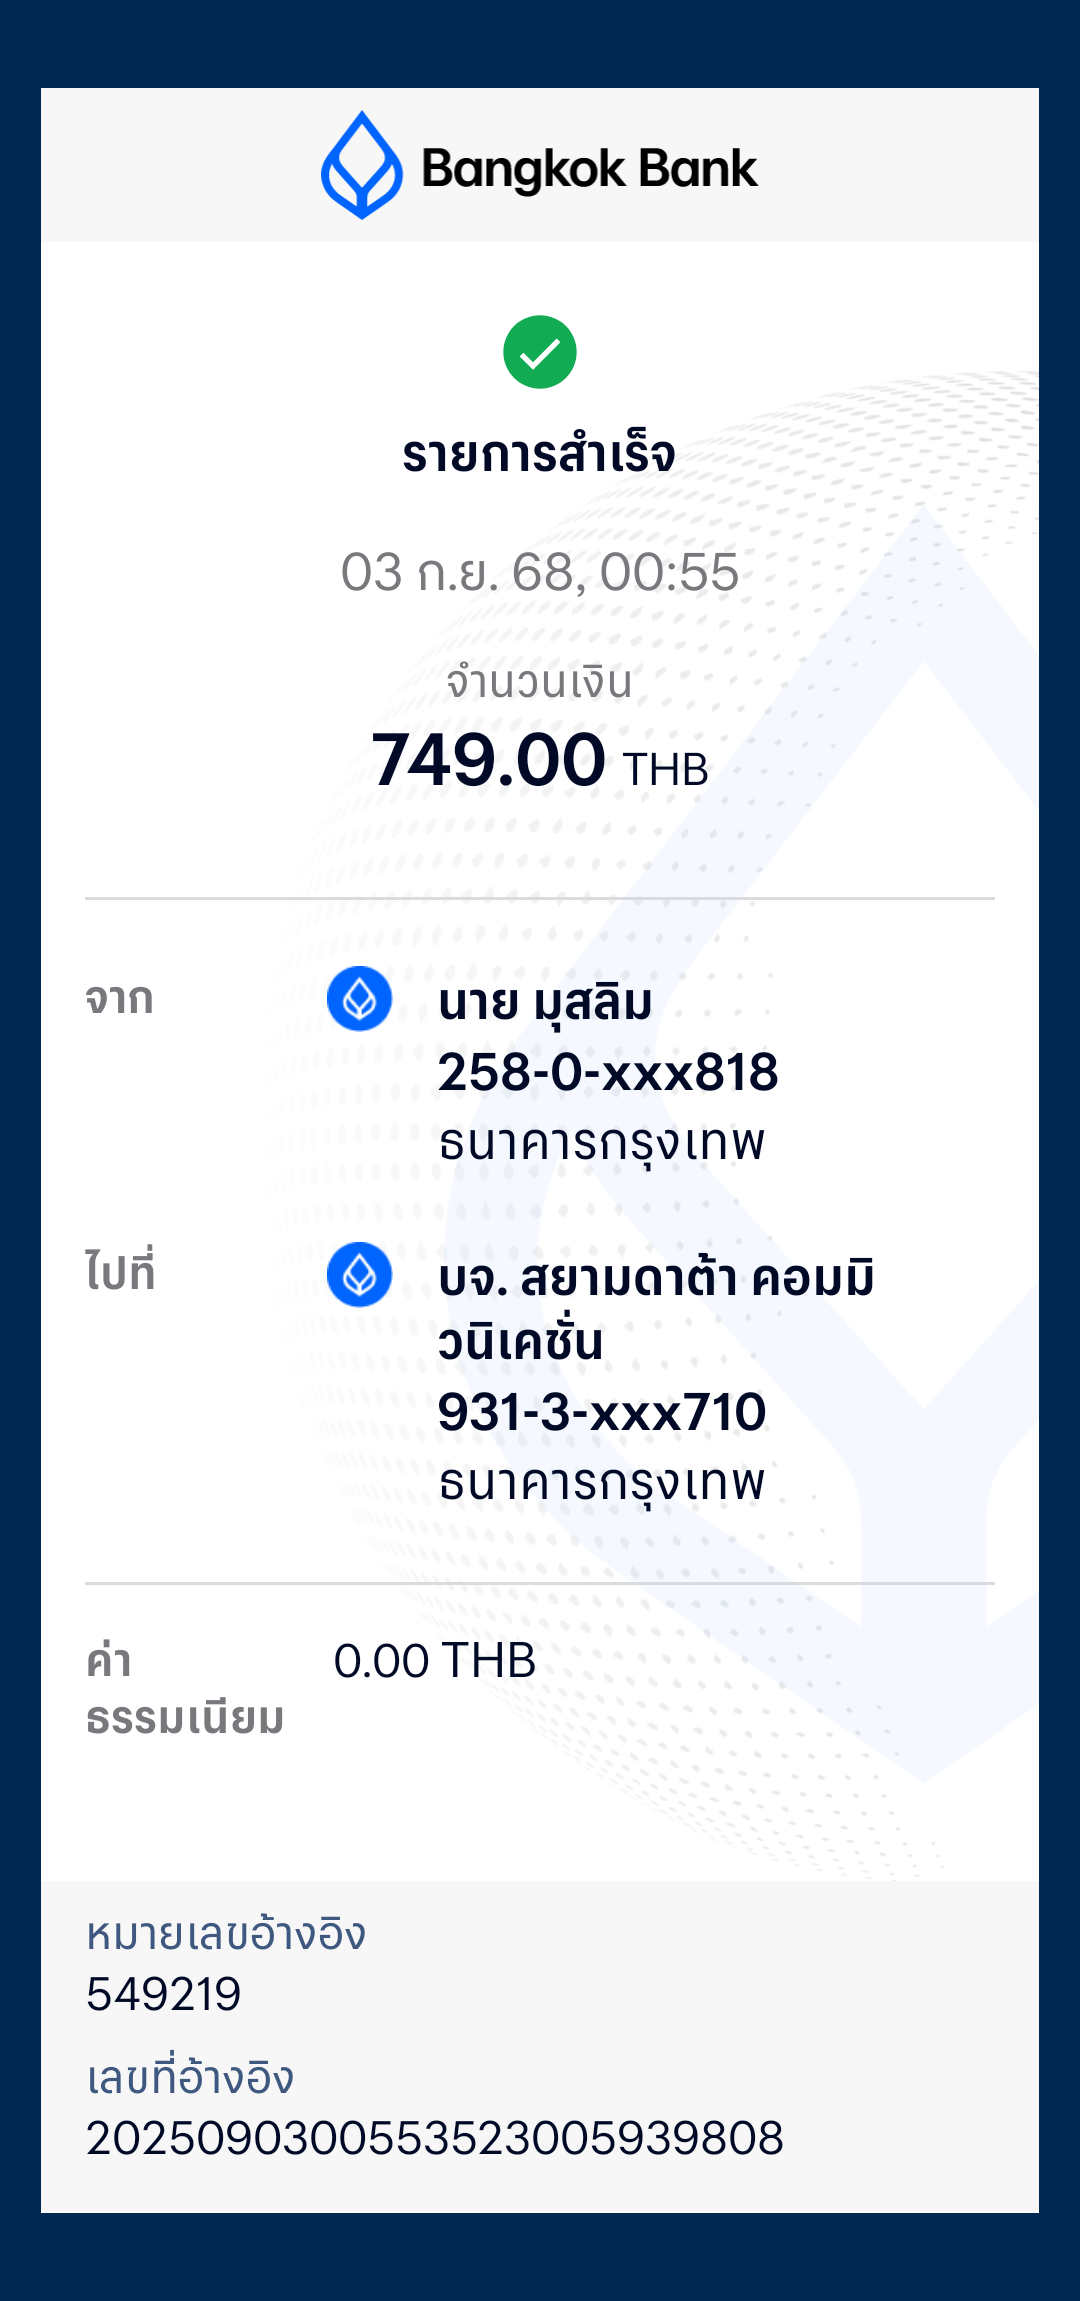 Bangkok Bank
รายการสำเร็จ
03 ก.ย. 68, 00:55
จำนวนเงิน
749.00 THB
จาก
นาย มุสลิม
258-0-xxx818
ธนาคารกรุงเทพ
ไปที่
บจ. สยามดาต้า คอมมิ
วนิเคชั่น
931-3-xxx710
ธนาคารกรุงเทพ
ค่า
ธรรมเนียม
0.00 THB
หมายเลขอ้างอิง
549219
เลขที่อ้างอิง
2025090300553523005939808